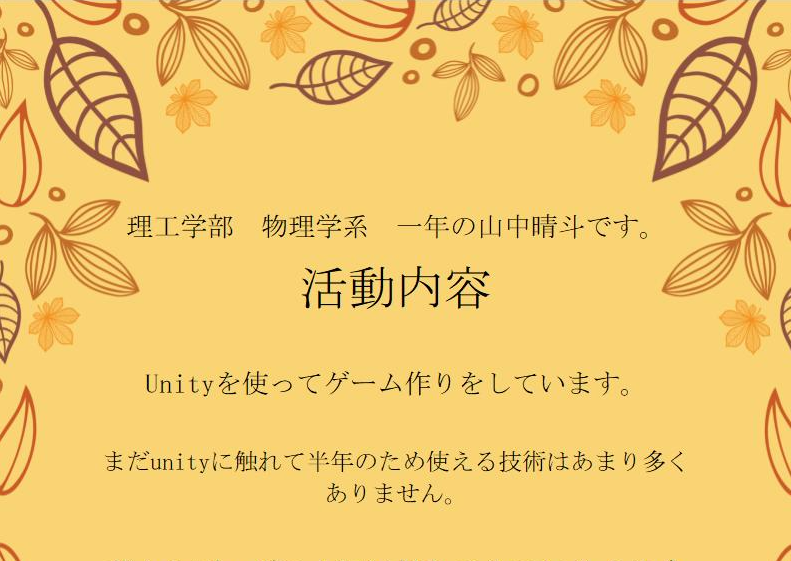 理工学部　物理学系　一年の山中晴斗です。
活動内容
Unityを使ってゲーム作りをしています。
まだunityに触れて半年のため使える技術はあまり多く
ありません。